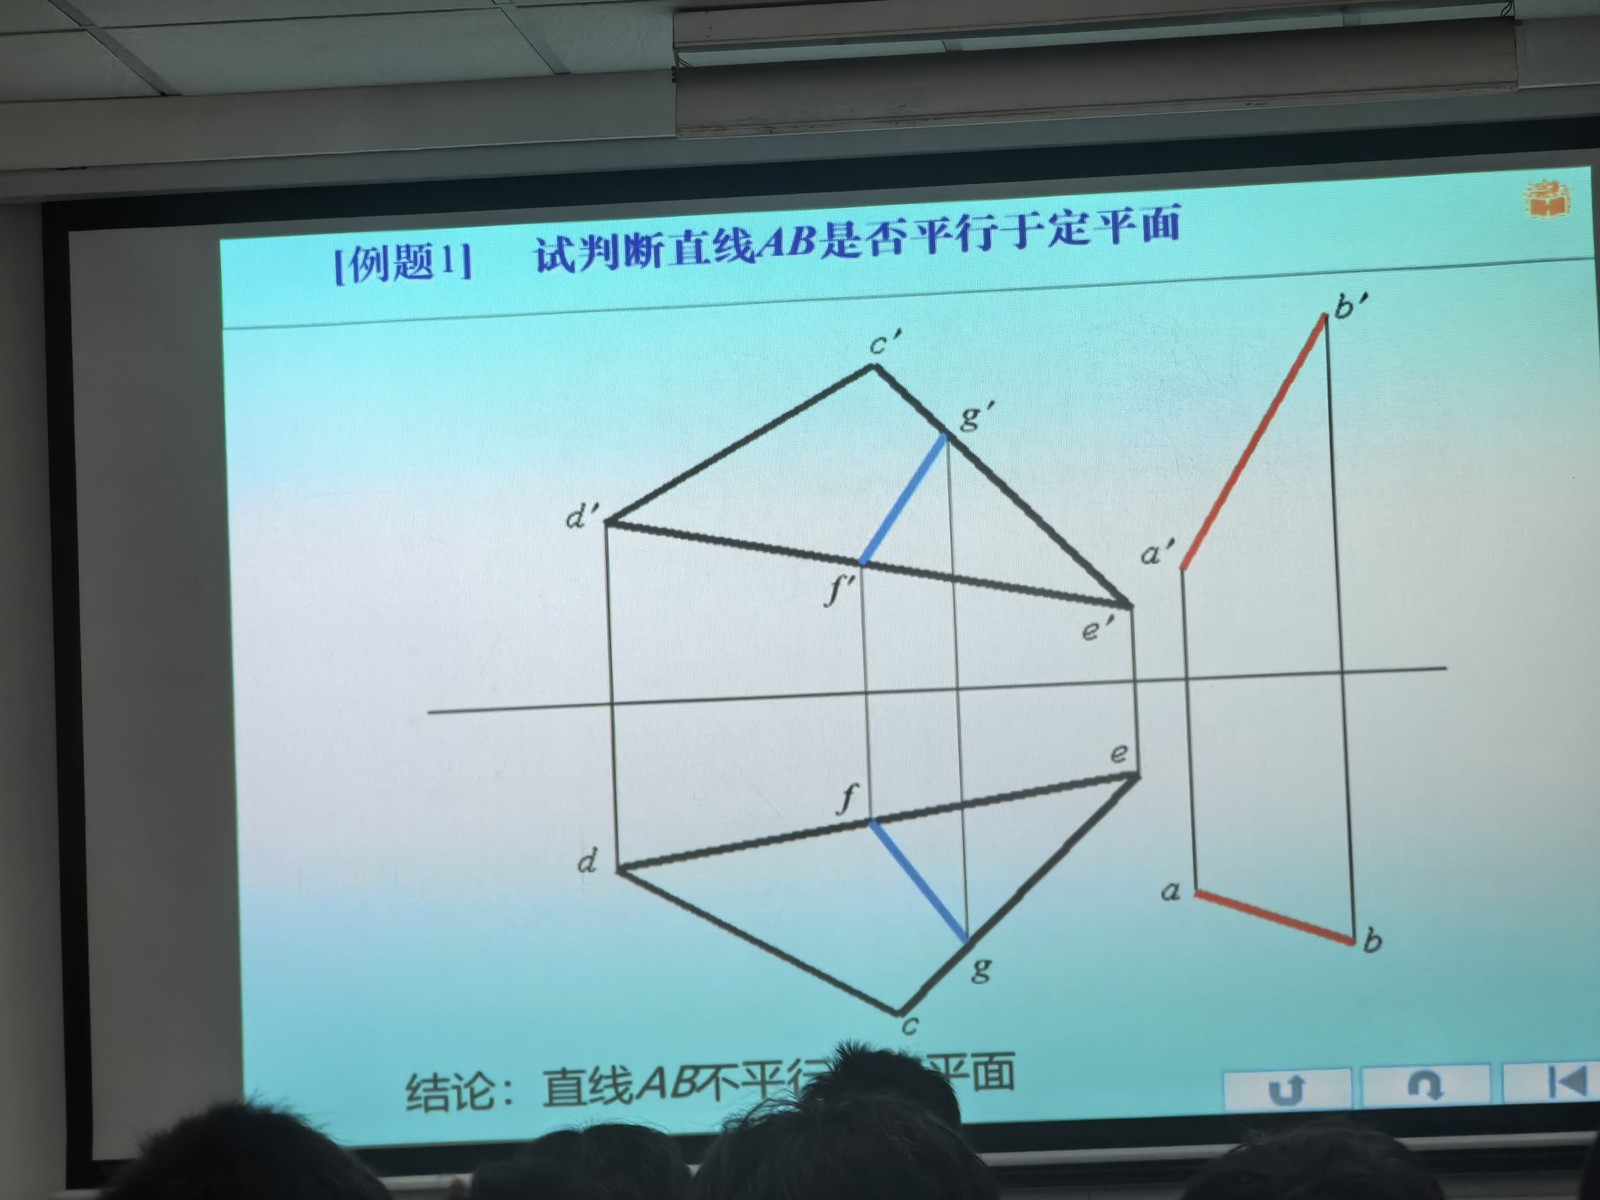 [例题1] 试判断直线AB是否平行于定平面
b′
c′
g′
d′
a′
f′
e′
e
f
d
a
b
g
c
结论：直线AB不平行 平面